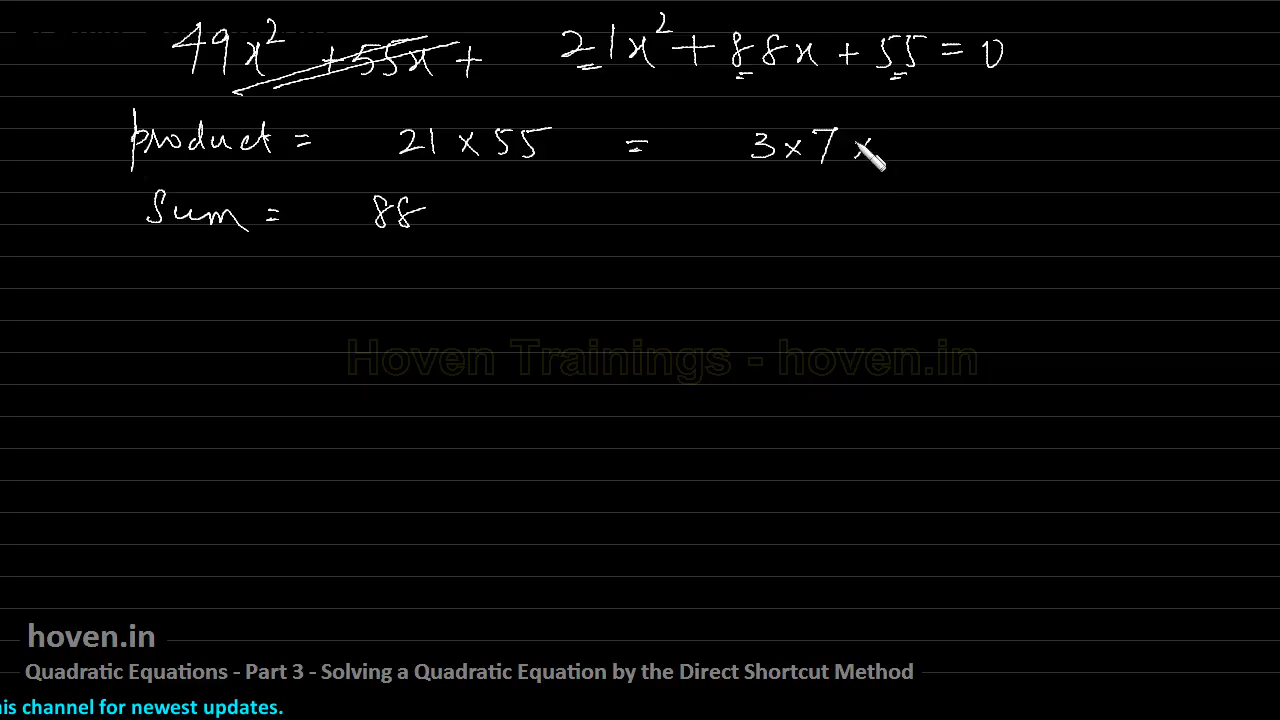 49x² +55x + 21x² + 88x + 55 = 0
product = 21 × 55 = 3 × 7 ×
Sum = 88
Hoven Trainings - hoven.in
hoven.in
Quadratic Equations - Part 3 - Solving a Quadratic Equation by the Direct Shortcut Method
his channel for newest updates.